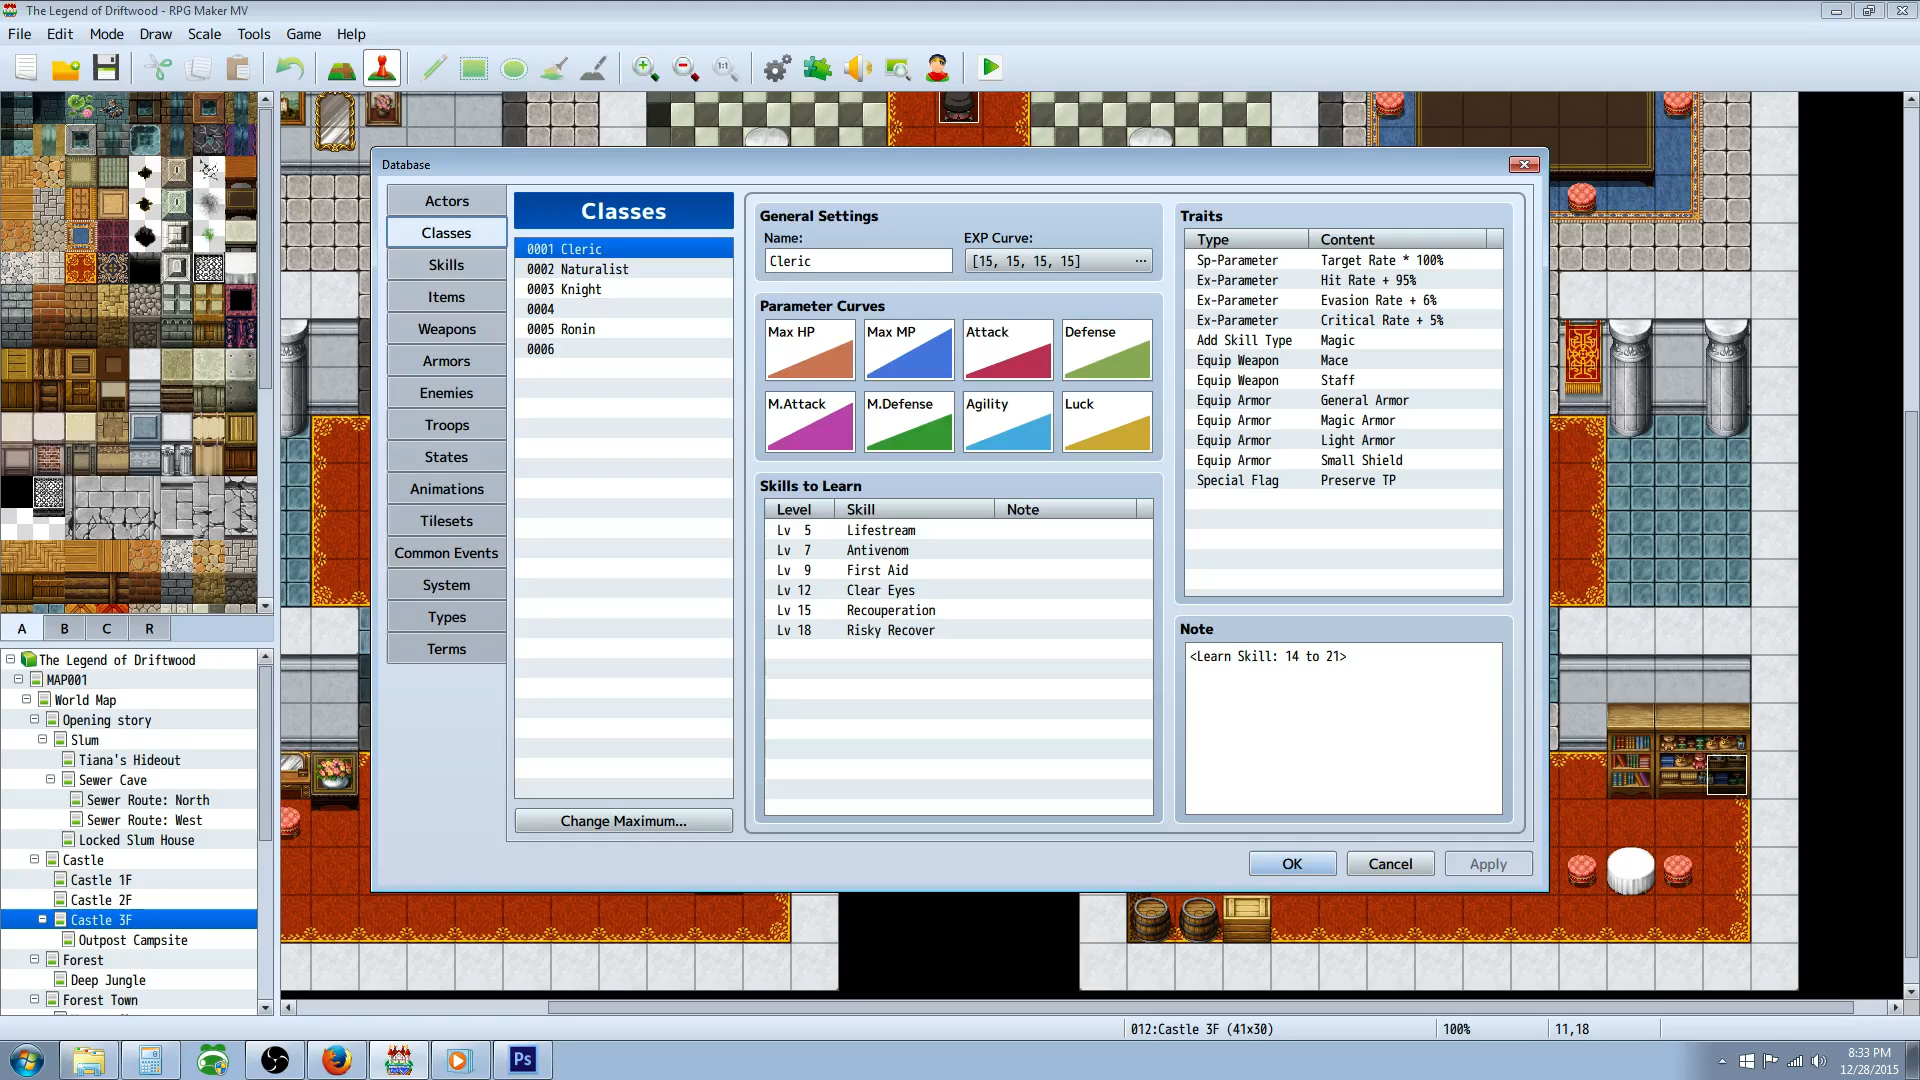 The Legend of Driftwood - RPG Maker MV
File Edit Mode Draw Scale Tools Game Help
1:1
Database
Actors
Classes
Skills
Items
Weapons
Armors
Enemies
Troops
States
Animations
Tilesets
Common Events
System
Types
Terms
Classes
0001 Cleric
0002 Naturalist
0003 Knight
0004
0005 Ronin
0006
Change Maximum...
General Settings
Name: EXP Curve:
Cleric [15, 15, 15, 15] ...
Parameter Curves
Max HP Max MP Attack Defense
M.Attack M.Defense Agility Luck
Skills to Learn
Level Skill Note
Lv 5 Lifestream
Lv 7 Antivenom
Lv 9 First Aid
Lv 12 Clear Eyes
Lv 15 Recouperation
Lv 18 Risky Recover
Traits
Type Content
Sp-Parameter Target Rate * 100%
Ex-Parameter Hit Rate + 95%
Ex-Parameter Evasion Rate + 6%
Ex-Parameter Critical Rate + 5%
Add Skill Type Magic
Equip Weapon Mace
Equip Weapon Staff
Equip Armor General Armor
Equip Armor Magic Armor
Equip Armor Light Armor
Equip Armor Small Shield
Special Flag Preserve TP
Note
<Learn Skill: 14 to 21>
OK Cancel Apply
A B C R
The Legend of Driftwood
MAP001
World Map
Opening story
Slum
Tiana's Hideout
Sewer Cave
Sewer Route: North
Sewer Route: West
Locked Slum House
Castle
Castle 1F
Castle 2F
Castle 3F
Outpost Campsite
Forest
Deep Jungle
Forest Town
012:Castle 3F (41x30) 100% 11,18
Ps
8:33 PM
12/28/2015